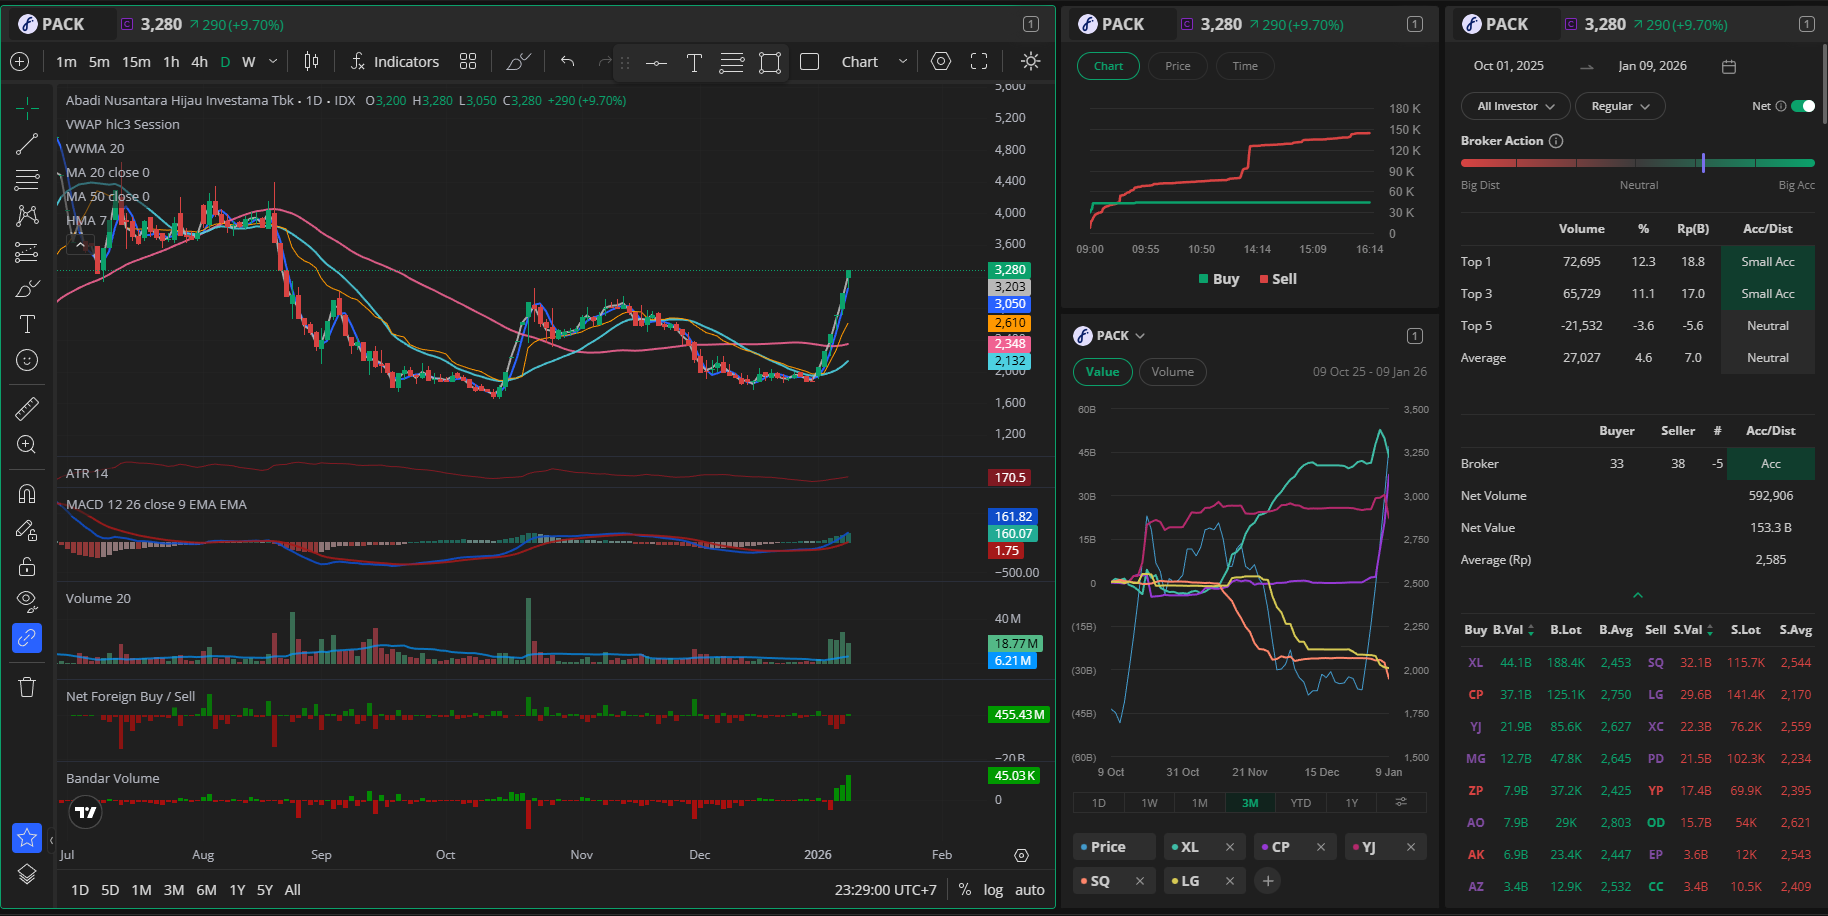 PACK C 3,280 290 (+9.70%) 1
1m 5m 15m 1h 4h D W Indicators Chart
Abadi Nusantara Hijau Investama Tbk · 1D · IDX O3,200 H3,280 L3,050 C3,280 +290 (+9.70%)
VWAP hlc3 Session
VWMA 20
MA 20 close 0
MA 50 close 0
HMA 7
5,600
5,200
4,800
4,400
4,000
3,600
3,280
3,203
3,050
2,610
2,348
2,132
2,000
1,600
1,200
ATR 14
170.5
MACD 12 26 close 9 EMA EMA
161.82
160.07
1.75
−500.00
Volume 20
40 M
18.77 M
6.21 M
Net Foreign Buy / Sell
455.43 M
−20 B
Bandar Volume
45.03 K
0
Jul Aug Sep Oct Nov Dec 2026 Feb
1D 5D 1M 3M 6M 1Y 5Y All 23:29:00 UTC+7 % log auto
PACK C 3,280 290 (+9.70%) 1
Chart Price Time
180 K
150 K
120 K
90 K
60 K
30 K
0
09:00 09:55 10:50 14:14 15:09 16:14
Buy Sell
PACK 1
Value Volume 09 Oct 25 - 09 Jan 26
60B 3,500
45B 3,250
30B 3,000
15B 2,750
0 2,500
(15B) 2,250
(30B) 2,000
(45B) 1,750
(60B) 1,500
9 Oct 31 Oct 21 Nov 15 Dec 9 Jan
1D 1W 1M 3M YTD 1Y
Price XL × CP × YJ ×
SQ × LG × +
PACK C 3,280 290 (+9.70%) 1
Oct 01, 2025 Jan 09, 2026
All Investor Regular Net
Broker Action
Big Dist Neutral Big Acc
Volume % Rp(B) Acc/Dist
Top 1 72,695 12.3 18.8 Small Acc
Top 3 65,729 11.1 17.0 Small Acc
Top 5 -21,532 -3.6 -5.6 Neutral
Average 27,027 4.6 7.0 Neutral
Buyer Seller # Acc/Dist
Broker 33 38 -5 Acc
Net Volume 592,906
Net Value 153.3 B
Average (Rp) 2,585
Buy B.Val B.Lot B.Avg Sell S.Val S.Lot S.Avg
XL 44.1B 188.4K 2,453 SQ 32.1B 115.7K 2,544
CP 37.1B 125.1K 2,750 LG 29.6B 141.4K 2,170
YJ 21.9B 85.6K 2,627 XC 22.3B 76.2K 2,559
MG 12.7B 47.8K 2,645 PD 21.5B 102.3K 2,234
ZP 7.9B 37.2K 2,425 YP 17.4B 69.9K 2,395
AO 7.9B 29K 2,803 OD 15.7B 54K 2,621
AK 6.9B 23.4K 2,447 EP 3.6B 12K 2,543
AZ 3.4B 12.9K 2,532 CC 3.4B 10.5K 2,409